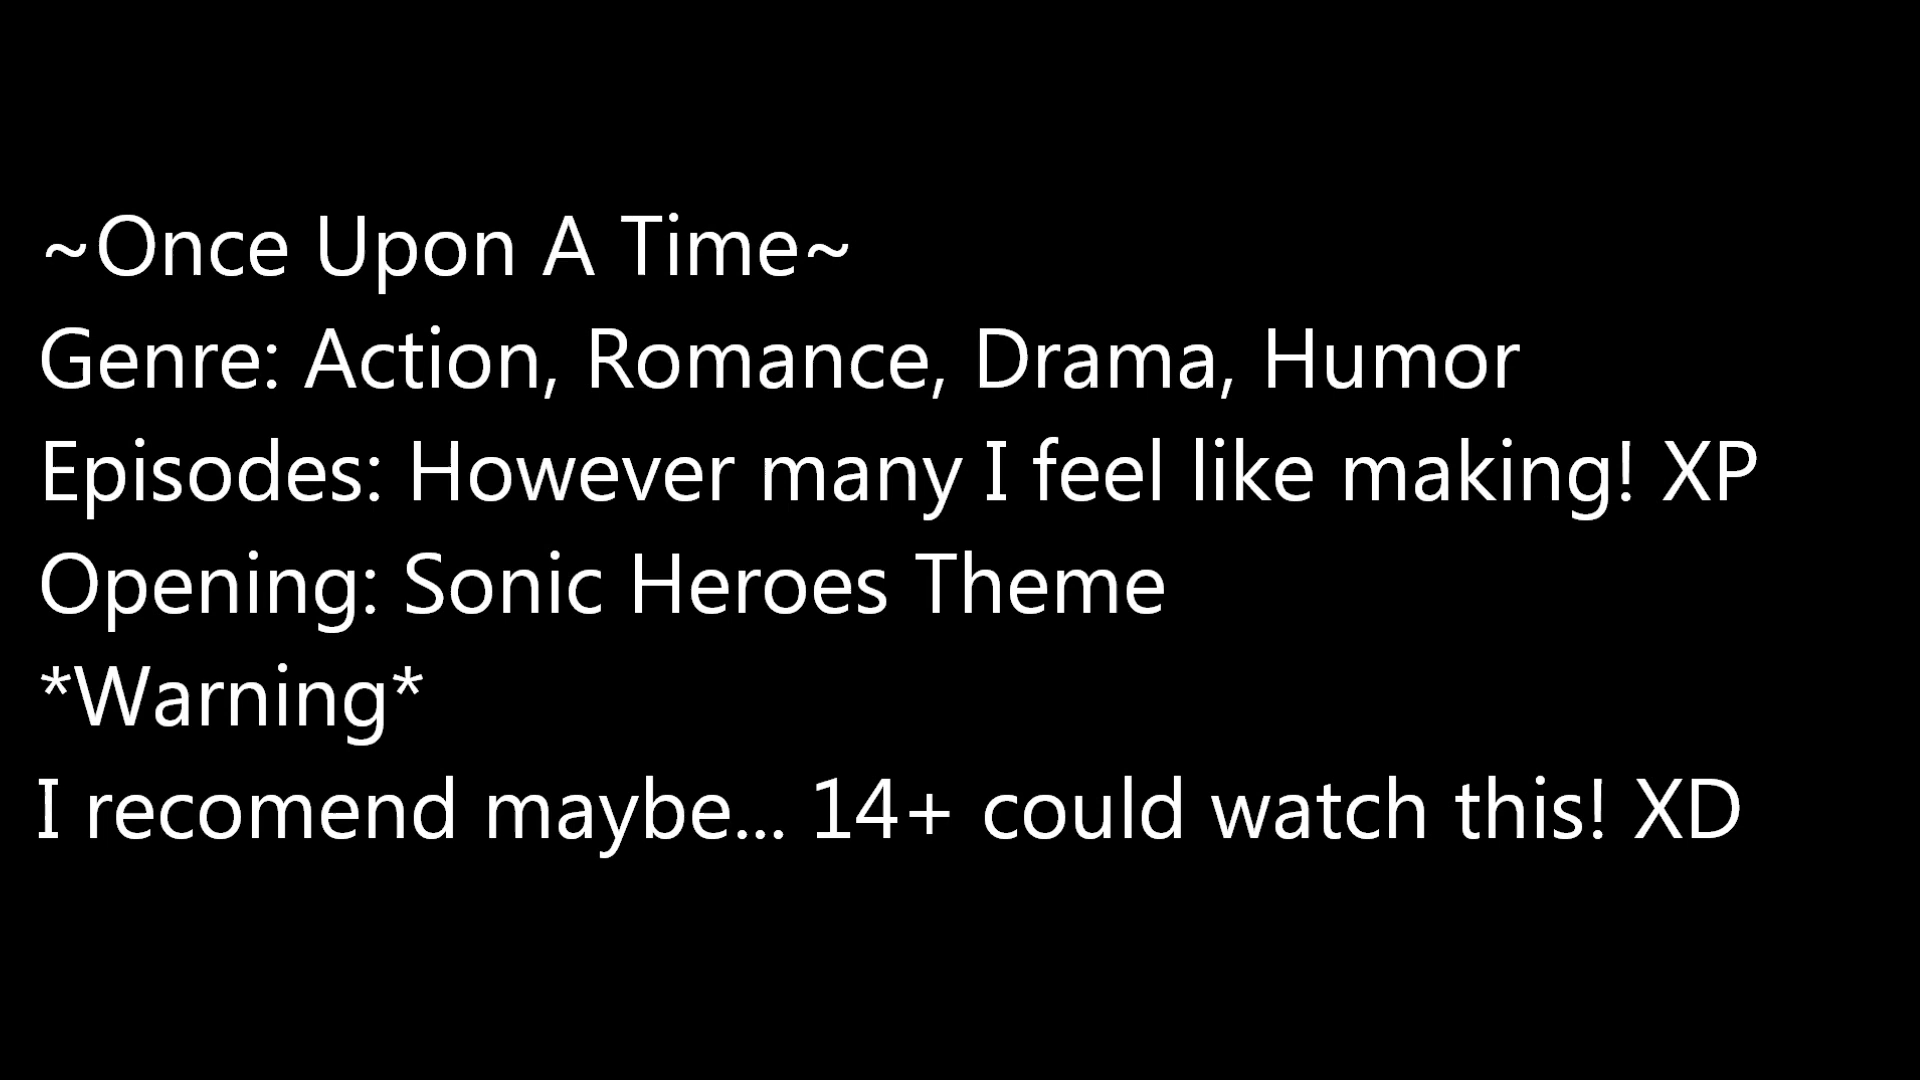 ~Once Upon A Time~
Genre: Action, Romance, Drama, Humor
Episodes: However many I feel like making! XP
Opening: Sonic Heroes Theme
*Warning*
I recomend maybe... 14+ could watch this! XD